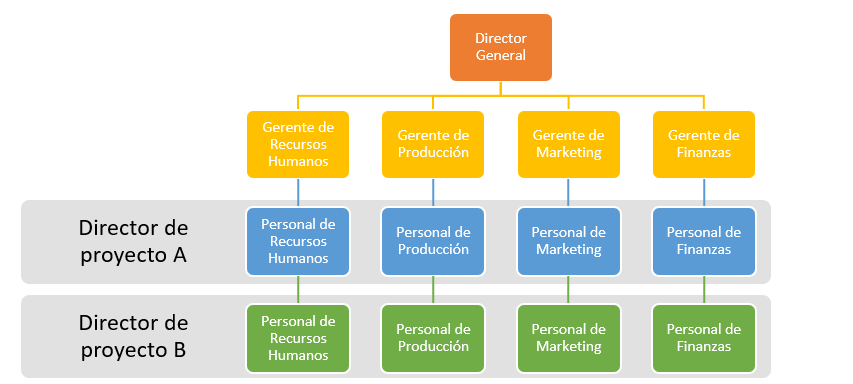 Director
General
Gerente de
Recursos
Humanos
Gerente de
Producción
Gerente de
Marketing
Gerente de
Finanzas
Director de
proyecto A
Personal de
Recursos
Humanos
Personal de
Producción
Personal de
Marketing
Personal de
Finanzas
Director de
proyecto B
Personal de
Recursos
Humanos
Personal de
Producción
Personal de
Marketing
Personal de
Finanzas